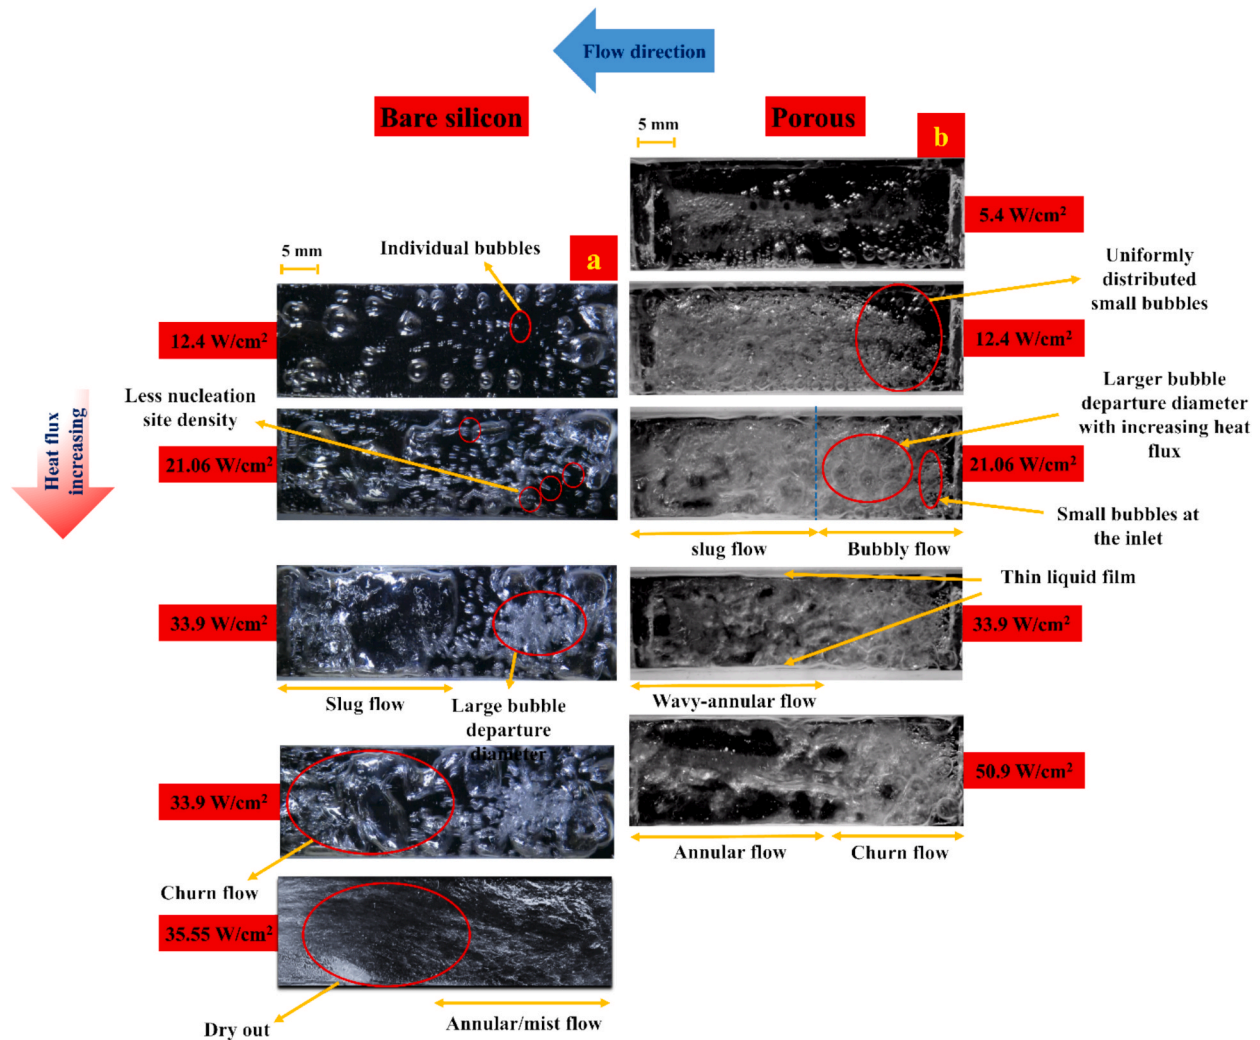 Flow direction
Bare silicon
Porous
5 mm
b
5.4 W/cm²
Individual bubbles
a
5 mm
Uniformly
distributed
small bubbles
12.4 W/cm²
12.4 W/cm²
Heat flux
increasing
Less nucleation
site density
Larger bubble
departure diameter
with increasing heat
flux
21.06 W/cm²
21.06 W/cm²
Small bubbles at
the inlet
slug flow
Bubbly flow
Thin liquid film
33.9 W/cm²
33.9 W/cm²
Slug flow
Large bubble
departure
diameter
Wavy-annular flow
33.9 W/cm²
50.9 W/cm²
Annular flow
Churn flow
Churn flow
35.55 W/cm²
Dry out
Annular/mist flow